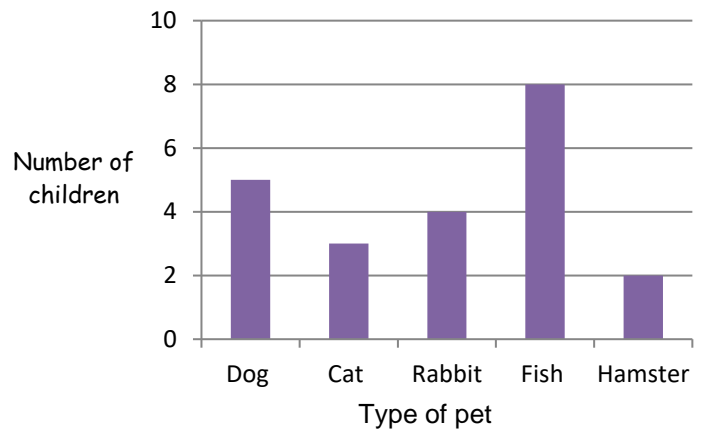 10
8
6
4
2
0
Number of
children
Dog Cat Rabbit Fish Hamster
Type of pet